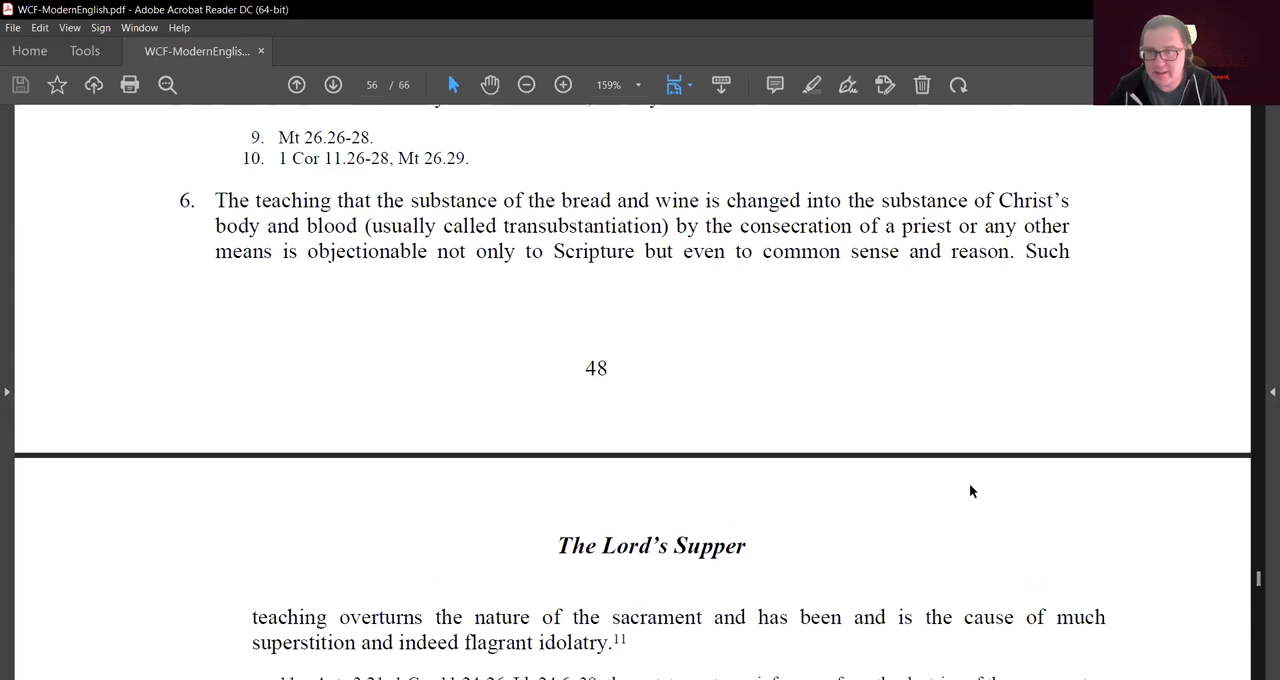 WCF-ModernEnglish.pdf - Adobe Acrobat Reader DC (64-bit)
File Edit View Sign Window Help
Home Tools WCF-ModernEnglis... ×
56 / 66 159%
9. Mt 26.26-28.
10. 1 Cor 11.26-28, Mt 26.29.
6. The teaching that the substance of the bread and wine is changed into the substance of Christ's
body and blood (usually called transubstantiation) by the consecration of a priest or any other
means is objectionable not only to Scripture but even to common sense and reason. Such
48
The Lord's Supper
teaching overturns the nature of the sacrament and has been and is the cause of much
superstition and indeed flagrant idolatry.11